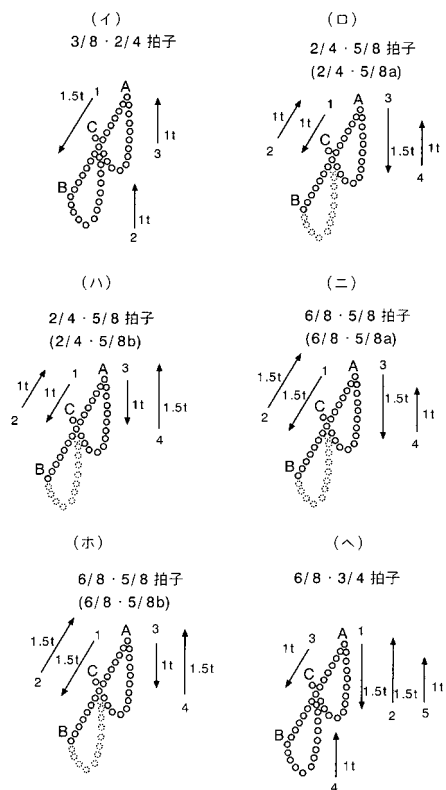 (イ)
3/8・2/4 拍子
1.5t
1
A
C
B
3
1t
2
1t
(ロ)
2/4・5/8 拍子
(2/4・5/8a)
1t
1t
1
A
3
C
2
1.5t
4
1t
B
(ハ)
2/4・5/8 拍子
(2/4・5/8b)
1t
1t
1
A
3
C
2
1t
1.5t
4
B
(ニ)
6/8・5/8 拍子
(6/8・5/8a)
1.5t
1.5t
1
A
3
C
2
1.5t
1t
4
B
(ホ)
6/8・5/8 拍子
(6/8・5/8b)
1.5t
1.5t
1
A
3
C
2
1t
1.5t
4
B
(ヘ)
6/8・3/4 拍子
1t
3
A
1
C
1.5t
1.5t
1t
2
5
B
1t
4